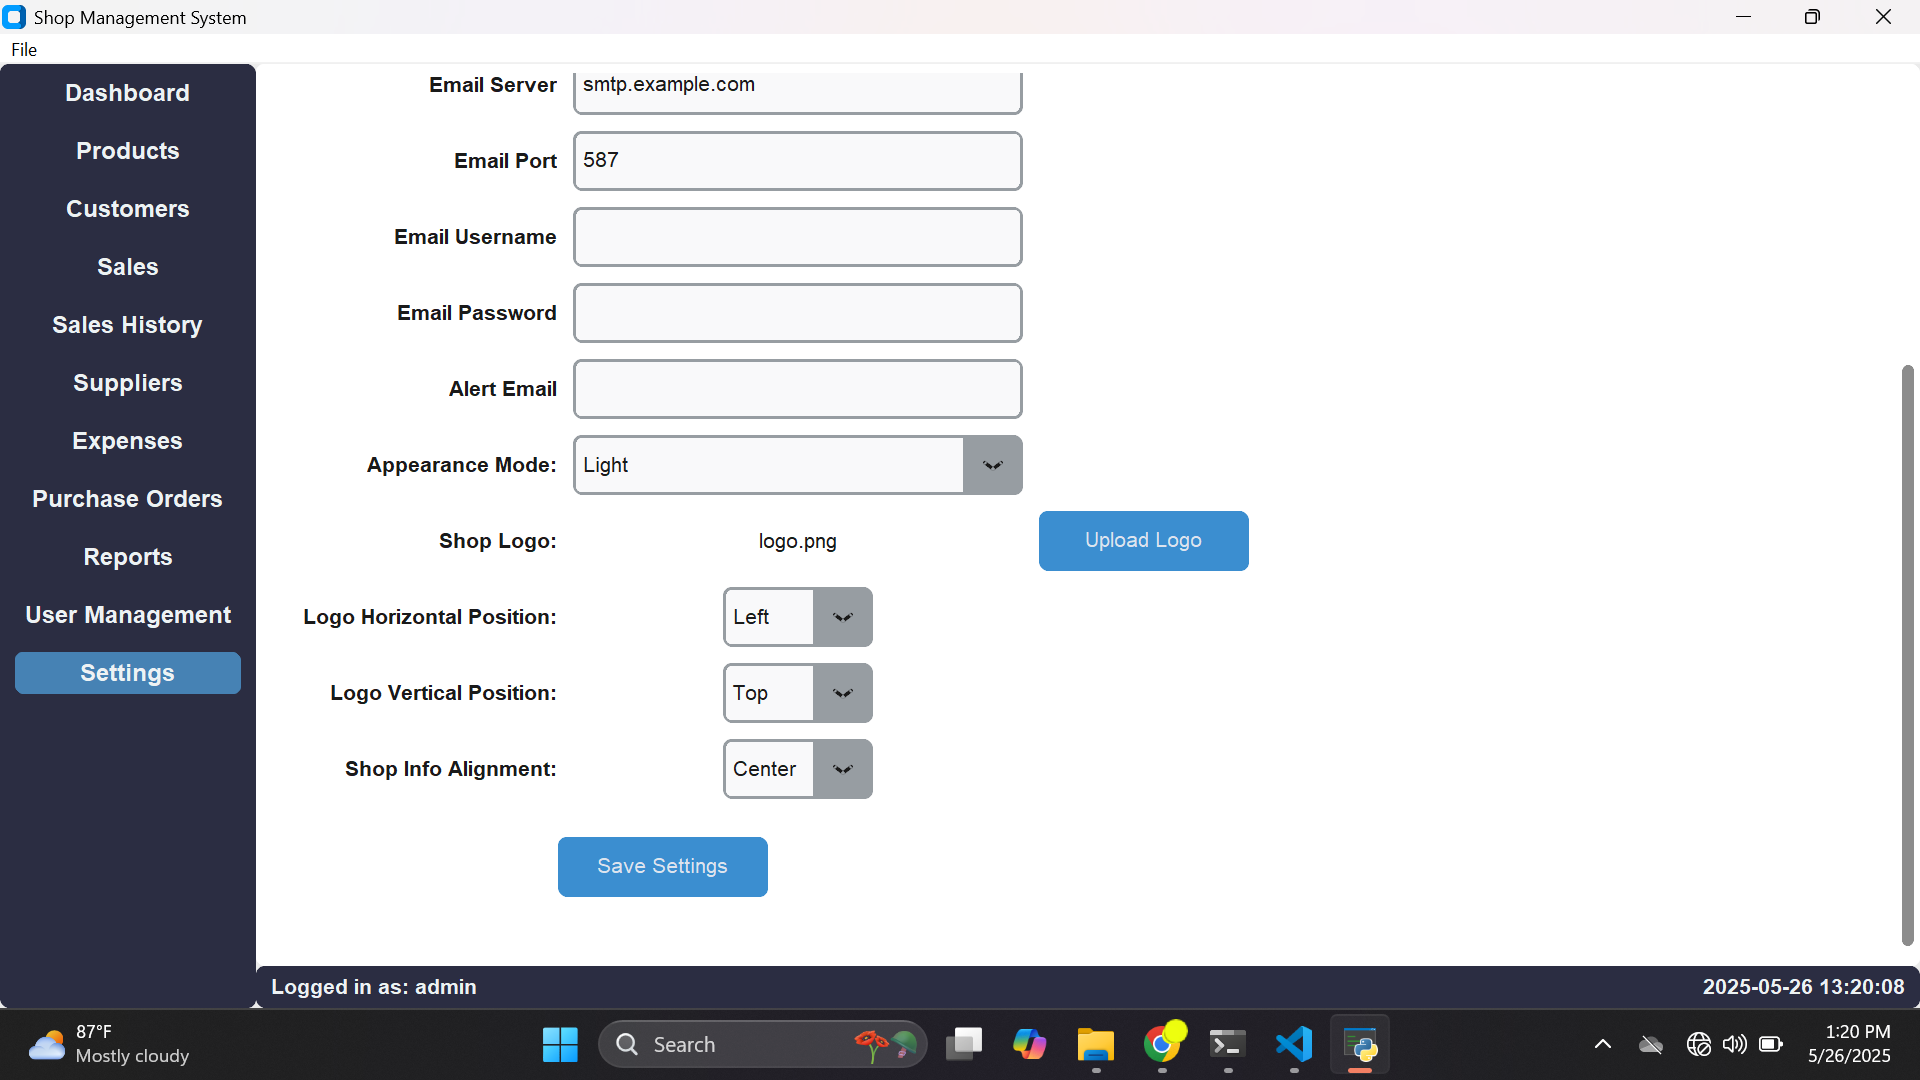 Shop Management System
File
Dashboard
Products
Customers
Sales
Sales History
Suppliers
Expenses
Purchase Orders
Reports
User Management
Settings
Email Server smtp.example.com
Email Port 587
Email Username
Email Password
Alert Email
Appearance Mode: Light
Shop Logo: logo.png Upload Logo
Logo Horizontal Position: Left
Logo Vertical Position: Top
Shop Info Alignment: Center
Save Settings
Logged in as: admin 2025-05-26 13:20:08
87°F
Mostly cloudy
Search
1:20 PM
5/26/2025